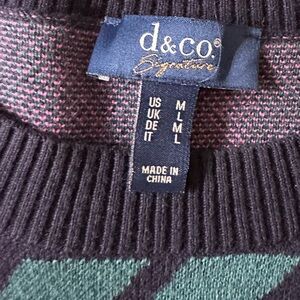 d&co.®
Signature
US M
UK L
DE M
IT L
MADE IN
CHINA